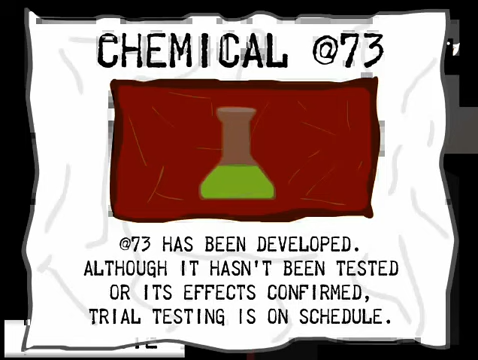 CHEMICAL @73
@73 HAS BEEN DEVELOPED.
ALTHOUGH IT HASN'T BEEN TESTED
OR ITS EFFECTS CONFIRMED,
TRIAL TESTING IS ON SCHEDULE.